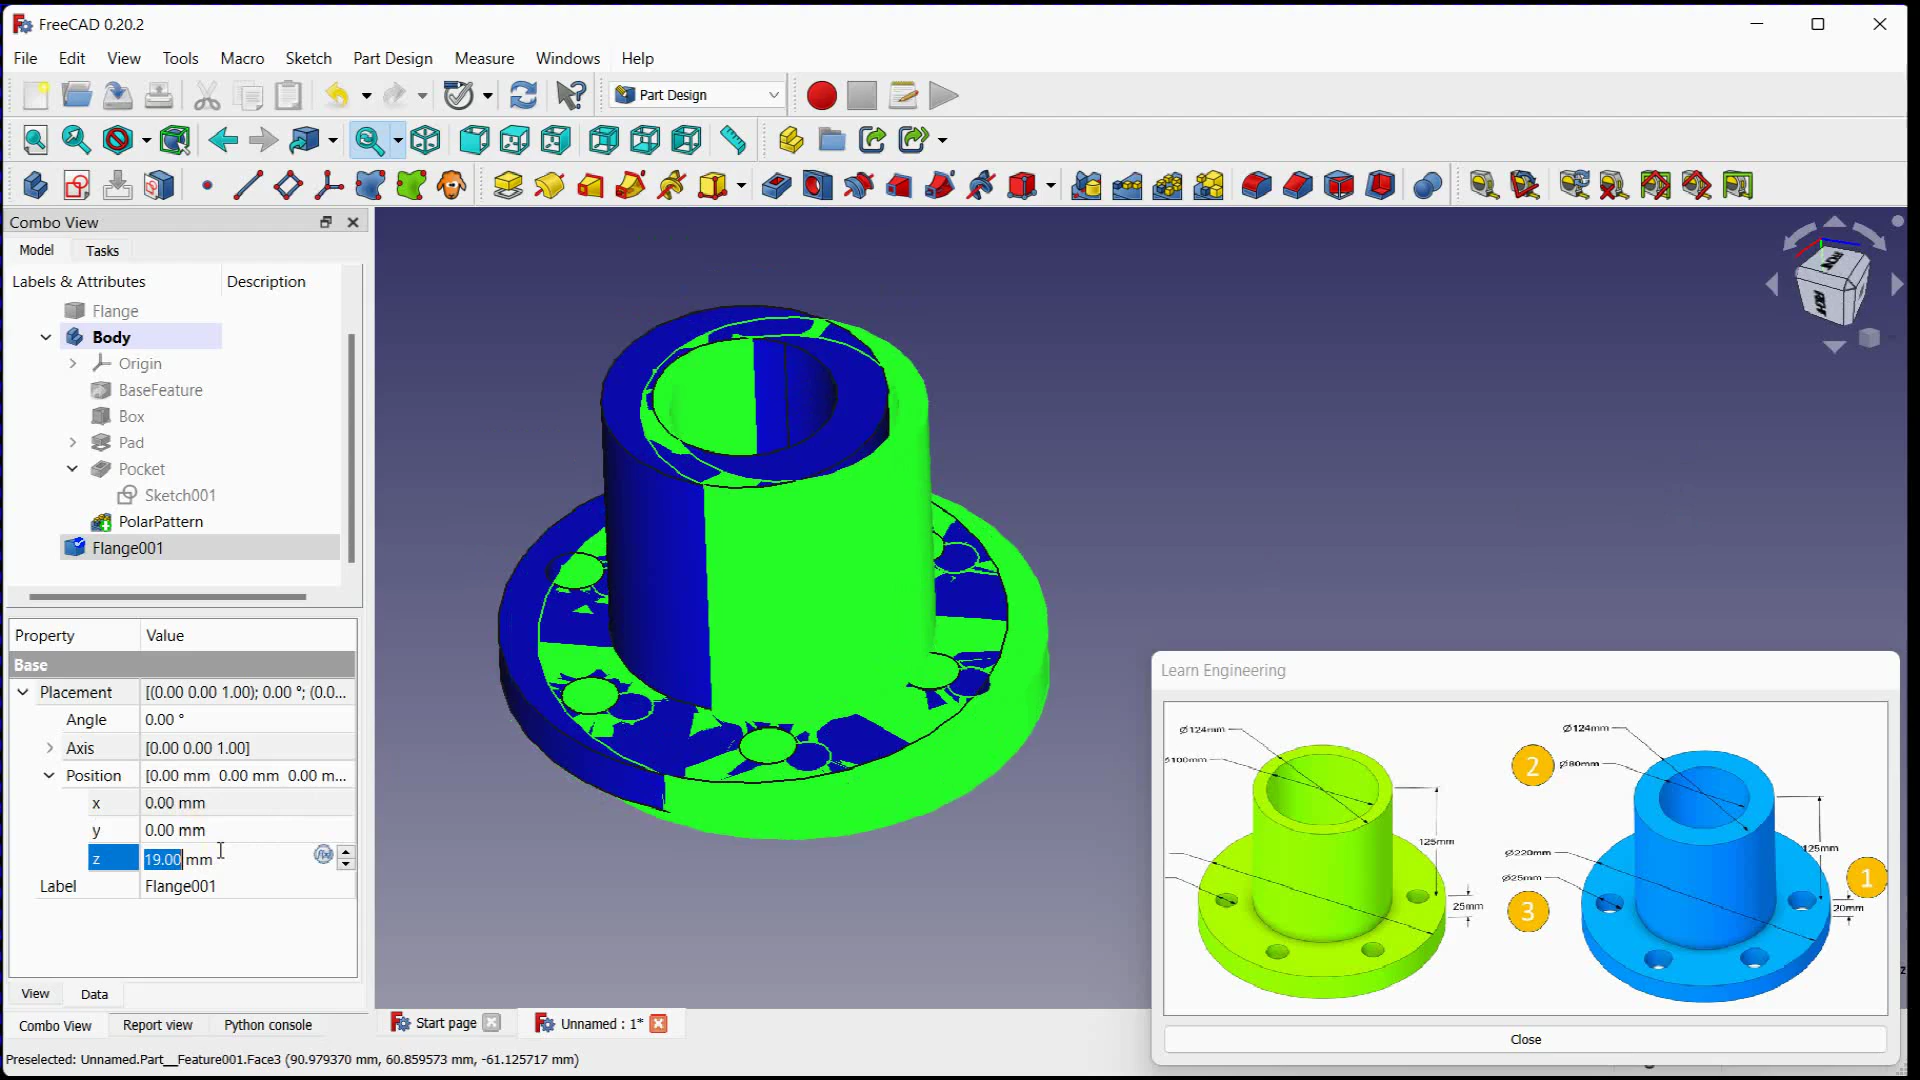 FreeCAD 0.20.2
File Edit View Tools Macro Sketch Part Design Measure Windows Help
Part Design
Combo View
Model Tasks
Labels & Attributes Description
Flange
Body
Origin
BaseFeature
Box
Pad
Pocket
Sketch001
PolarPattern
Flange001
Property Value
Base
Placement [(0.00 0.00 1.00); 0.00 °; (0.0...
Angle 0.00 °
Axis [0.00 0.00 1.00]
Position [0.00 mm 0.00 mm 0.00 m...
x 0.00 mm
y 0.00 mm
z 19.00 mm
Label Flange001
View Data
Combo View Report view Python console
Start page Unnamed : 1*
Preselected: Unnamed.Part__Feature001.Face3 (90.979370 mm, 60.859573 mm, -61.125717 mm)
Learn Engineering
Ø124mm
Ø100mm
125mm
25mm
Ø124mm
2 Ø80mm
125mm
Ø220mm
Ø25mm
3
1
20mm
Close